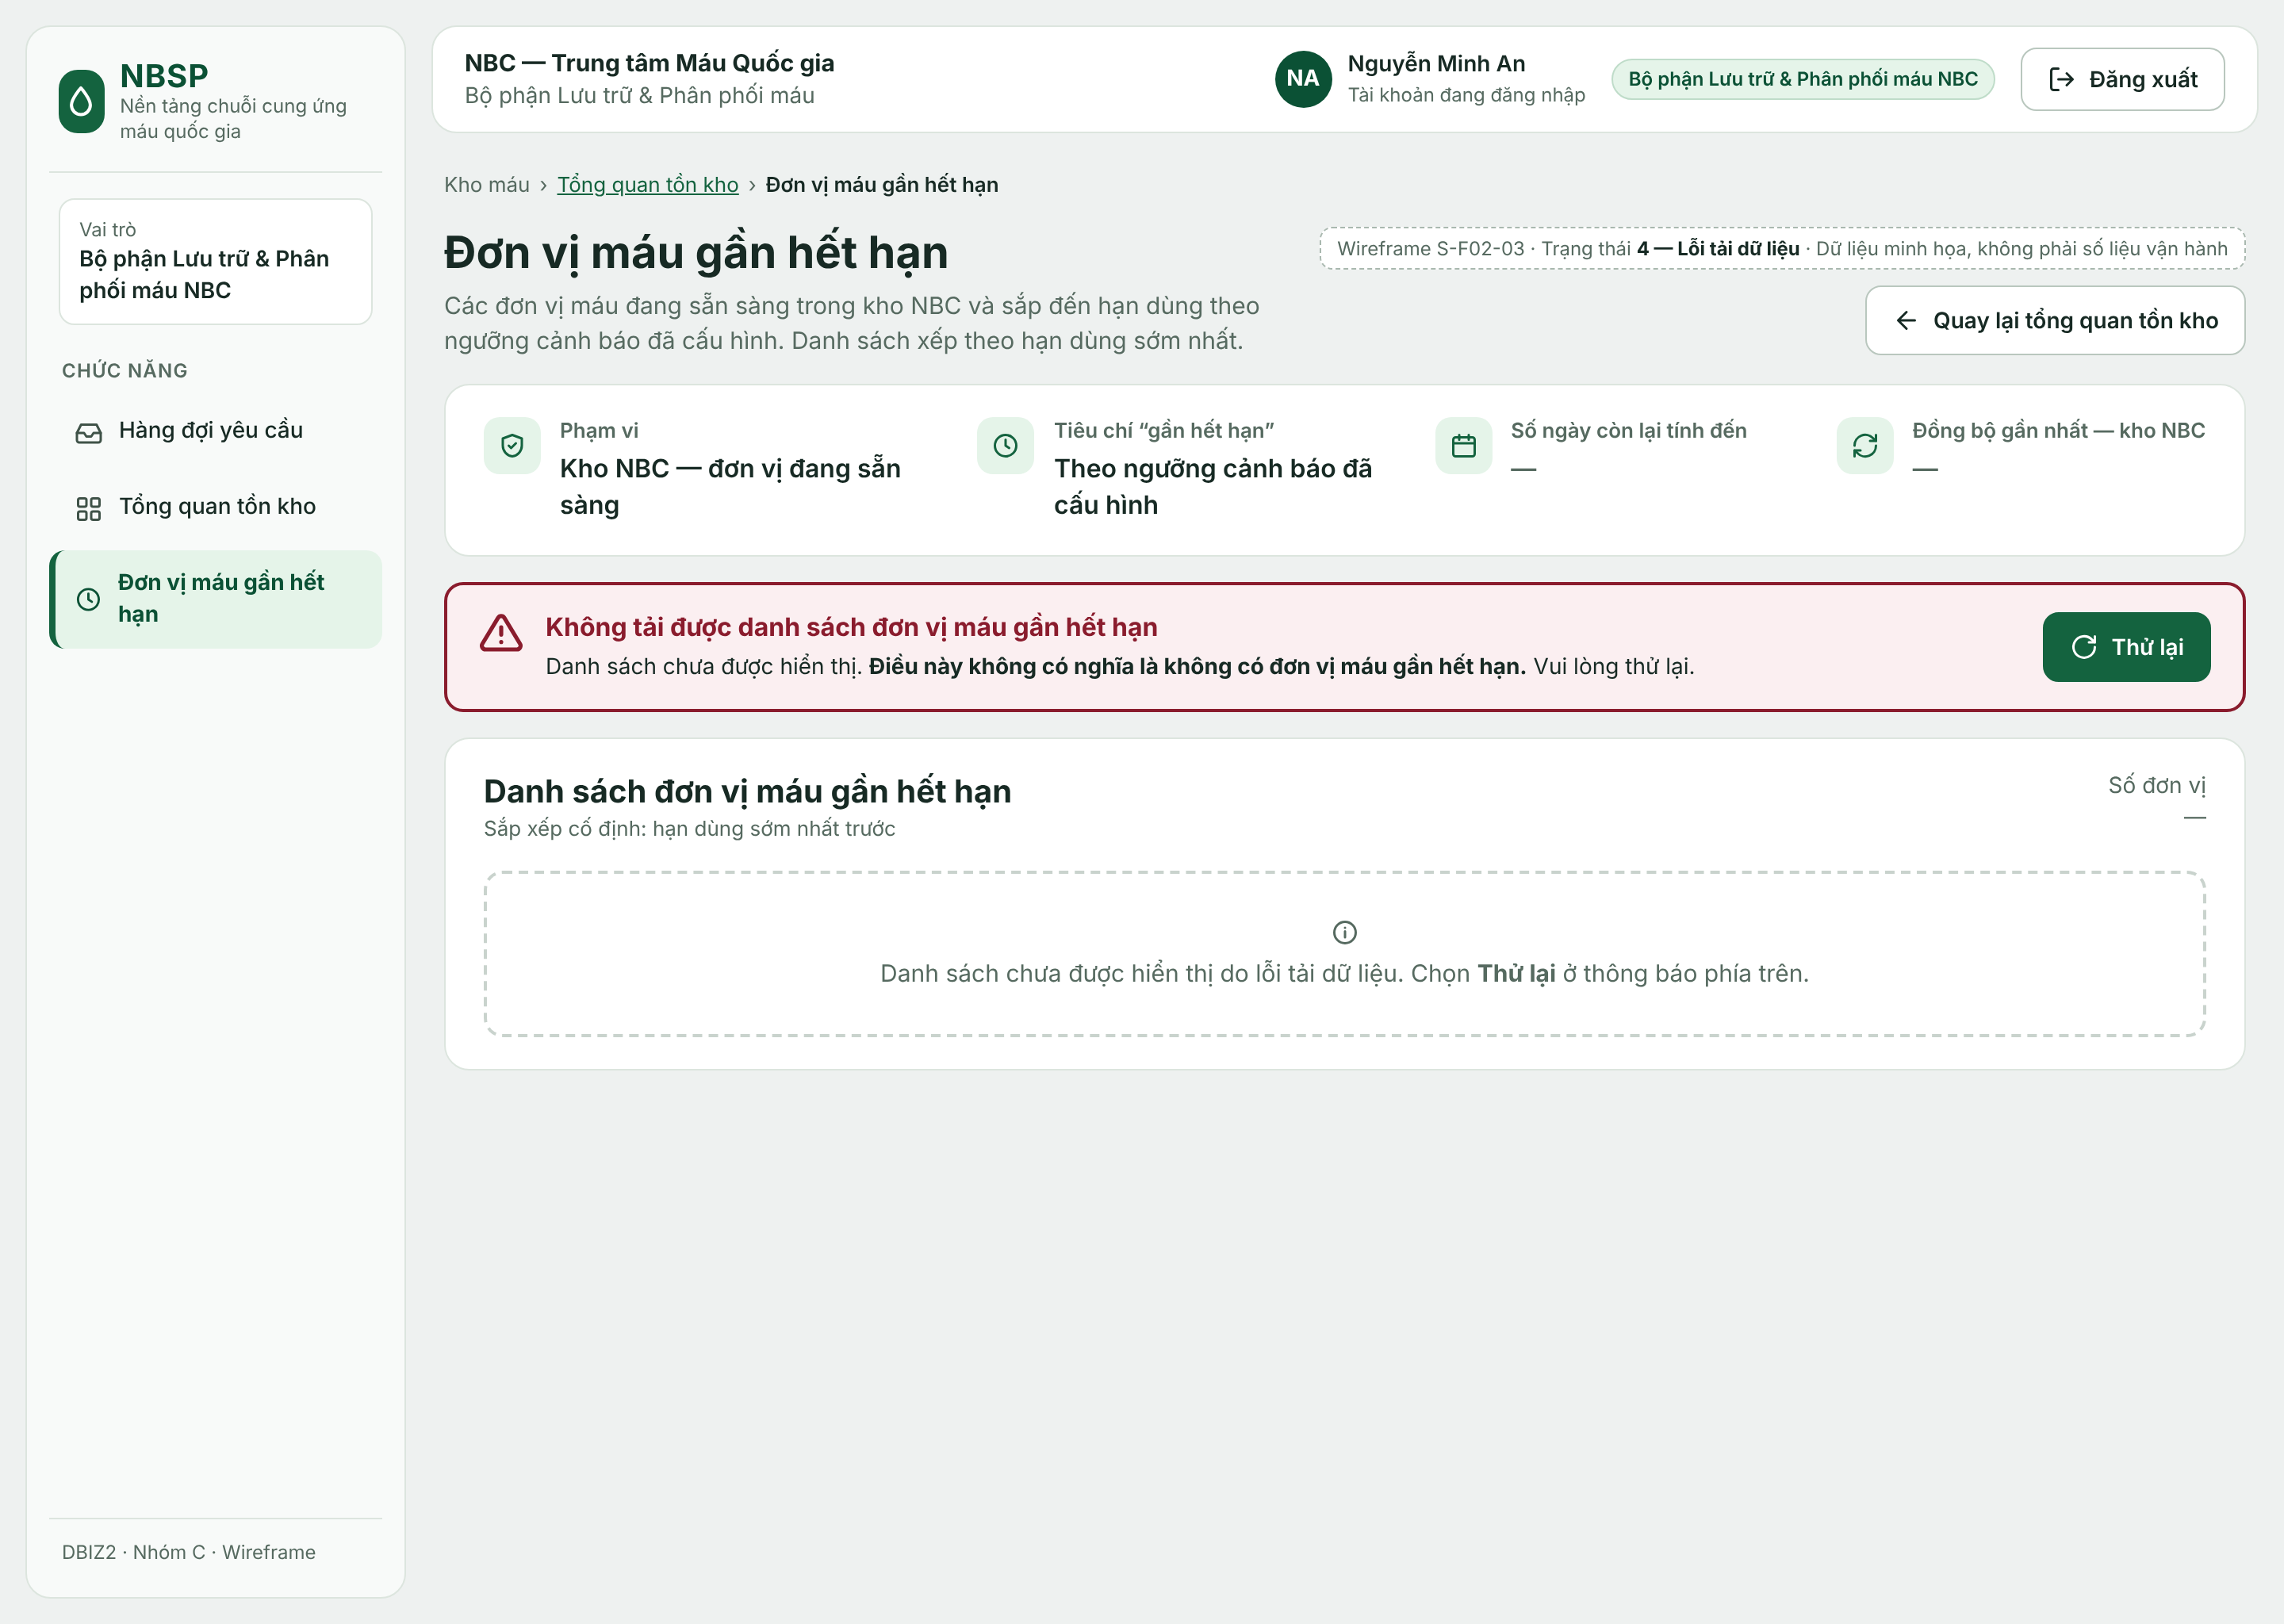 NBSP
Nền tảng chuỗi cung ứng
máu quốc gia
Vai trò
Bộ phận Lưu trữ & Phân
phối máu NBC
CHỨC NĂNG
Hàng đợi yêu cầu
Tổng quan tồn kho
Đơn vị máu gần hết
hạn
DBIZ2 · Nhóm C · Wireframe
NBC — Trung tâm Máu Quốc gia
Bộ phận Lưu trữ & Phân phối máu
NA
Nguyễn Minh An
Tài khoản đang đăng nhập
Bộ phận Lưu trữ & Phân phối máu NBC
Đăng xuất
Kho máu › Tổng quan tồn kho › Đơn vị máu gần hết hạn
Đơn vị máu gần hết hạn
Các đơn vị máu đang sẵn sàng trong kho NBC và sắp đến hạn dùng theo
ngưỡng cảnh báo đã cấu hình. Danh sách xếp theo hạn dùng sớm nhất.
Wireframe S-F02-03 · Trạng thái 4 — Lỗi tải dữ liệu · Dữ liệu minh họa, không phải số liệu vận hành
Quay lại tổng quan tồn kho
Phạm vi
Kho NBC — đơn vị đang sẵn
sàng
Tiêu chí “gần hết hạn”
Theo ngưỡng cảnh báo đã
cấu hình
Số ngày còn lại tính đến
—
Đồng bộ gần nhất — kho NBC
—
Không tải được danh sách đơn vị máu gần hết hạn
Danh sách chưa được hiển thị. Điều này không có nghĩa là không có đơn vị máu gần hết hạn. Vui lòng thử lại.
Thử lại
Danh sách đơn vị máu gần hết hạn
Sắp xếp cố định: hạn dùng sớm nhất trước
Số đơn vị
—
Danh sách chưa được hiển thị do lỗi tải dữ liệu. Chọn Thử lại ở thông báo phía trên.